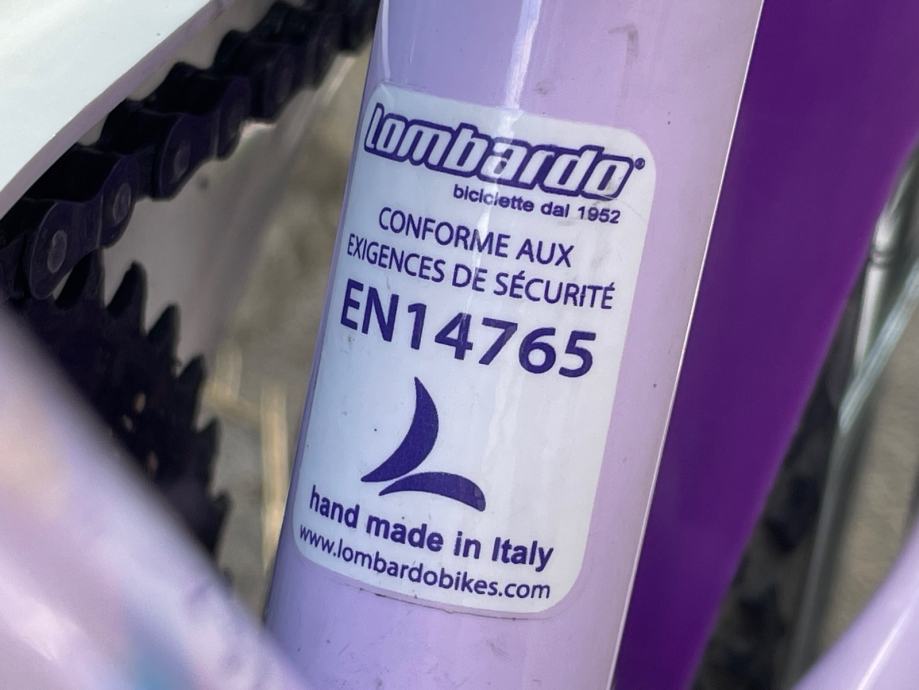 lombardo®
biciclette dal 1952
CONFORME AUX
EXIGENCES DE SÉCURITÉ
EN14765
hand made in Italy
www.lombardobikes.com